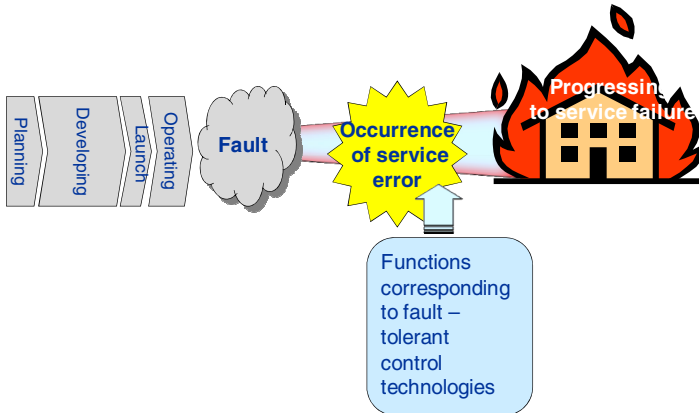 Planning
Developing
Launch
Operating
Fault
Occurrence
of service
error
Progressing
to service failure
Functions
corresponding
to fault –
tolerant
control
technologies